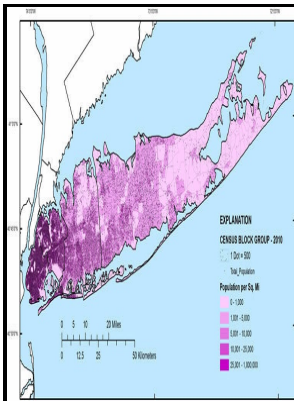 EXPLANATION
CENSUS BLOCK GROUP - 2010
1 Dot = 500
Total_Population
Population per Sq. Mi
0 - 1,000
1,001 - 5,000
5,001 - 10,000
10,001 - 25,000
25,001 - 1,000,000
0 5 10 20 Miles
0 12.5 25 50 Kilometers